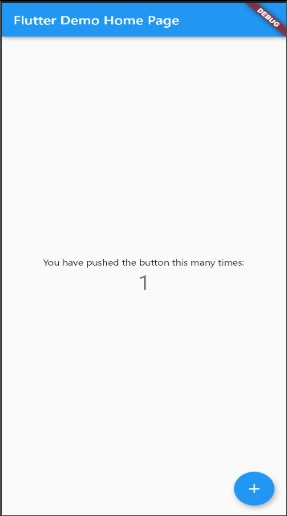 Flutter Demo Home Page
DEBUG
You have pushed the button this many times:
1
+